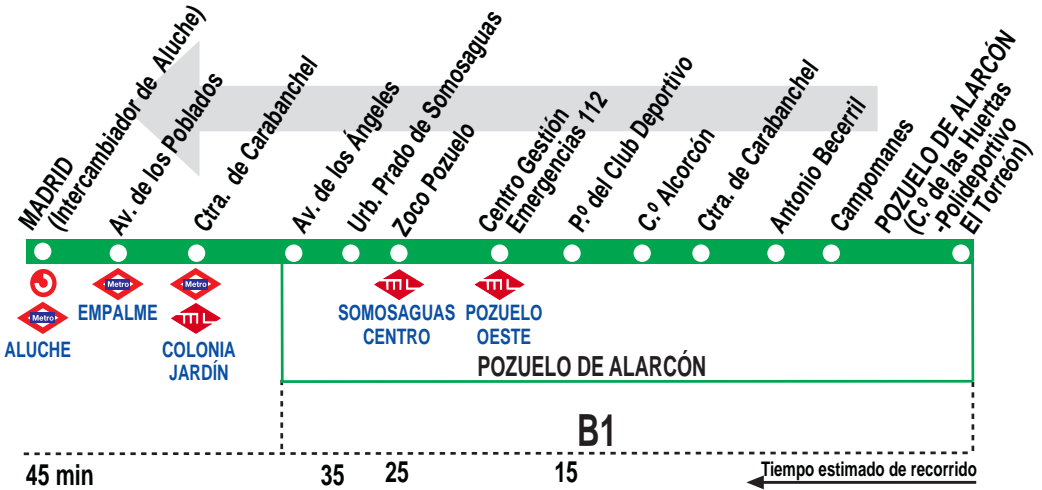 MADRID
(Intercambiador de Aluche)
Av. de los Poblados
Ctra. de Carabanchel
Av. de los Ángeles
Urb. Prado de Somosaguas
Zoco Pozuelo
Centro Gestión
Emergencias 112
P.º del Club Deportivo
C.º Alcorcón
Ctra. de Carabanchel
Antonio Becerril
Campomanes
POZUELO DE ALARCÓN
(C.º de las Huertas
-Polideportivo
El Torreón)
Metro
Metro
Metro
ML
ML
ML
ALUCHE
EMPALME
COLONIA
JARDÍN
SOMOSAGUAS
CENTRO
POZUELO
OESTE
POZUELO DE ALARCÓN
B1
45 min
35
25
15
Tiempo estimado de recorrido